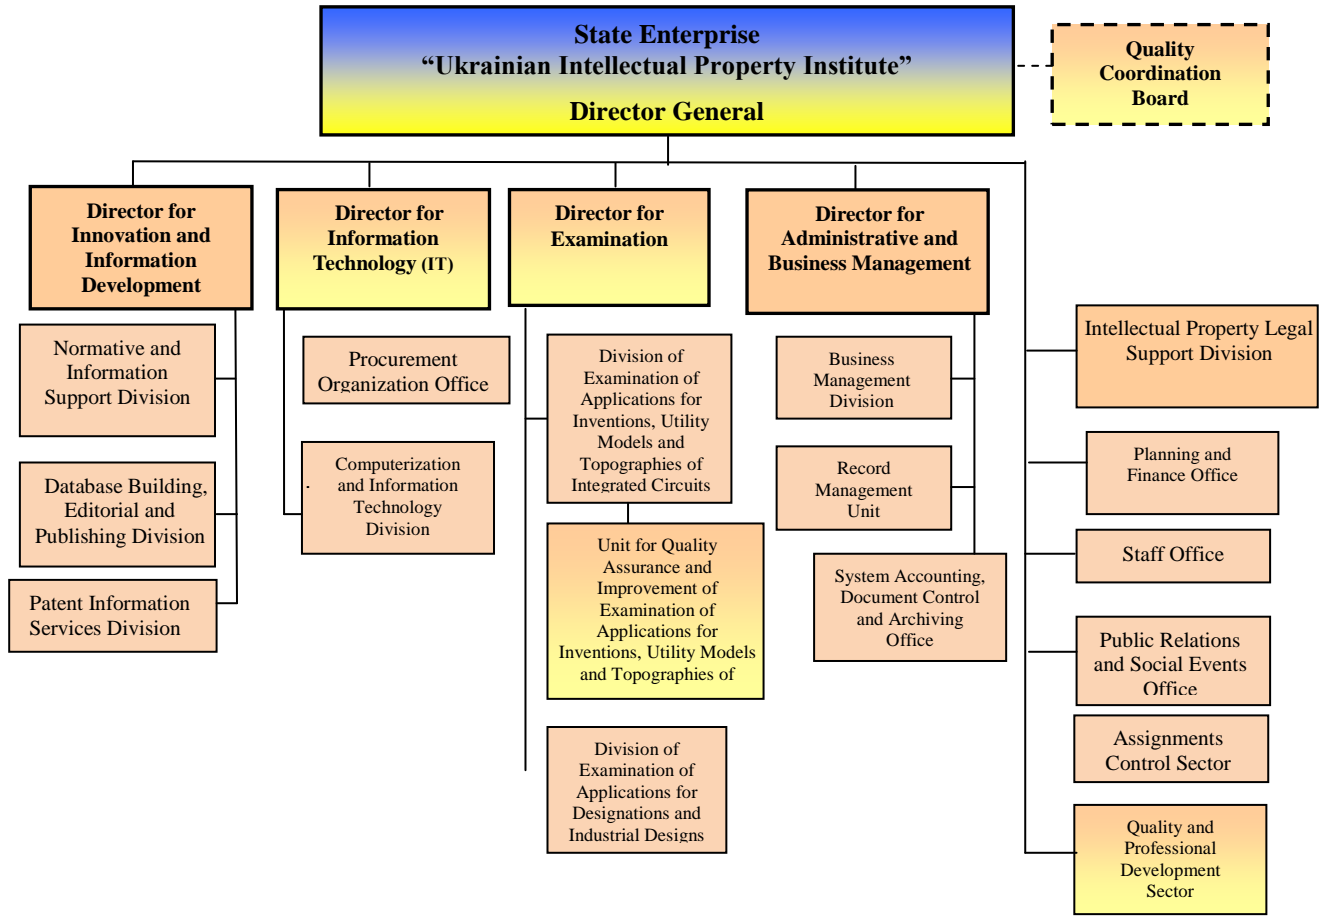 State Enterprise
“Ukrainian Intellectual Property Institute”
Director General
Quality
Coordination
Board
Director for
Innovation and
Information
Development
Director for
Information
Technology (IT)
Director for
Examination
Director for
Administrative and
Business Management
Normative and
Information
Support Division
Database Building,
Editorial and
Publishing Division
Patent Information
Services Division
Procurement
Organization Office
Computerization
and Information
Technology
Division
.
Division of
Examination of
Applications for
Inventions, Utility
Models and
Topographies of
Integrated Circuits
Unit for Quality
Assurance and
Improvement of
Examination of
Applications for
Inventions, Utility Models
and Topographies of
Division of
Examination of
Applications for
Designations and
Industrial Designs
Business
Management
Division
Record
Management
Unit
System Accounting,
Document Control
and Archiving
Office
Intellectual Property Legal
Support Division
Planning and
Finance Office
Staff Office
Public Relations
and Social Events
Office
Assignments
Control Sector
Quality and
Professional
Development
Sector